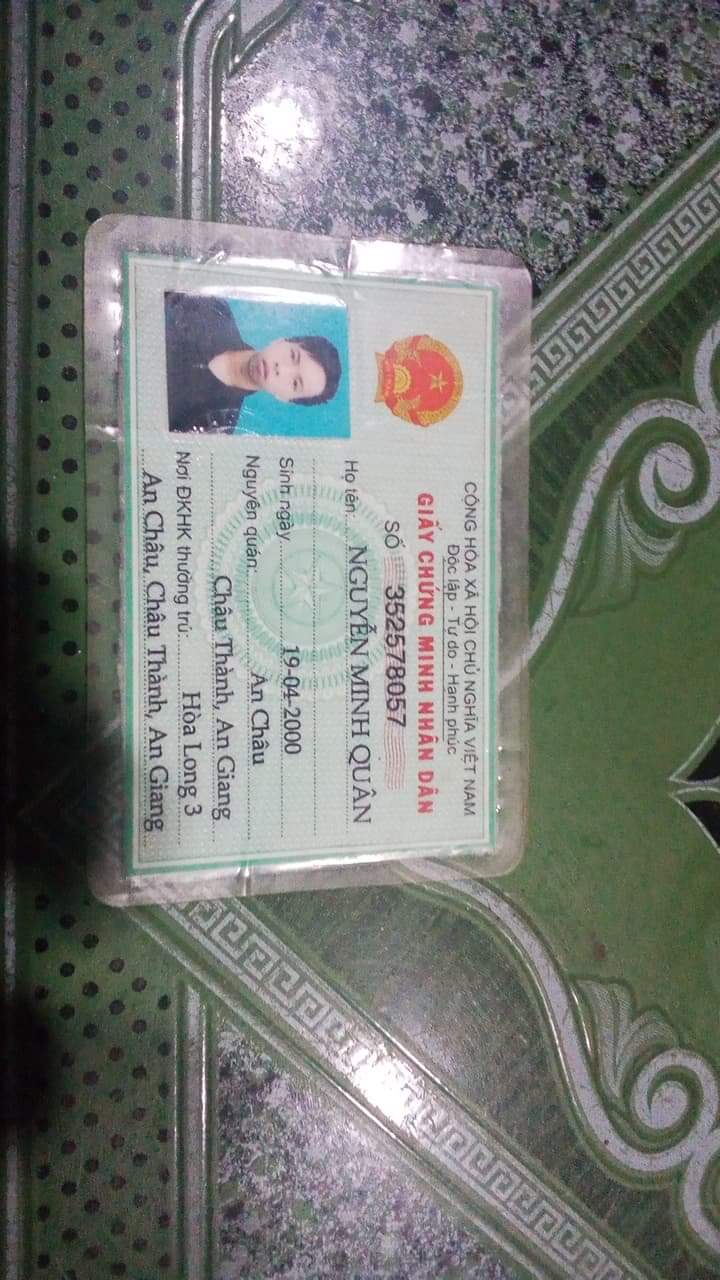 CỘNG HÒA XÃ HỘI CHỦ NGHĨA VIỆT NAM
Độc lập - Tự do - Hạnh phúc
GIẤY CHỨNG MINH NHÂN DÂN
SỐ 352578057
Họ tên: NGUYỄN MINH QUÂN
Sinh ngày 19-04-2000
Nguyên quán: An Châu
Châu Thành, An Giang
Nơi ĐKHK thường trú: Hòa Long 3
An Châu, Châu Thành, An Giang